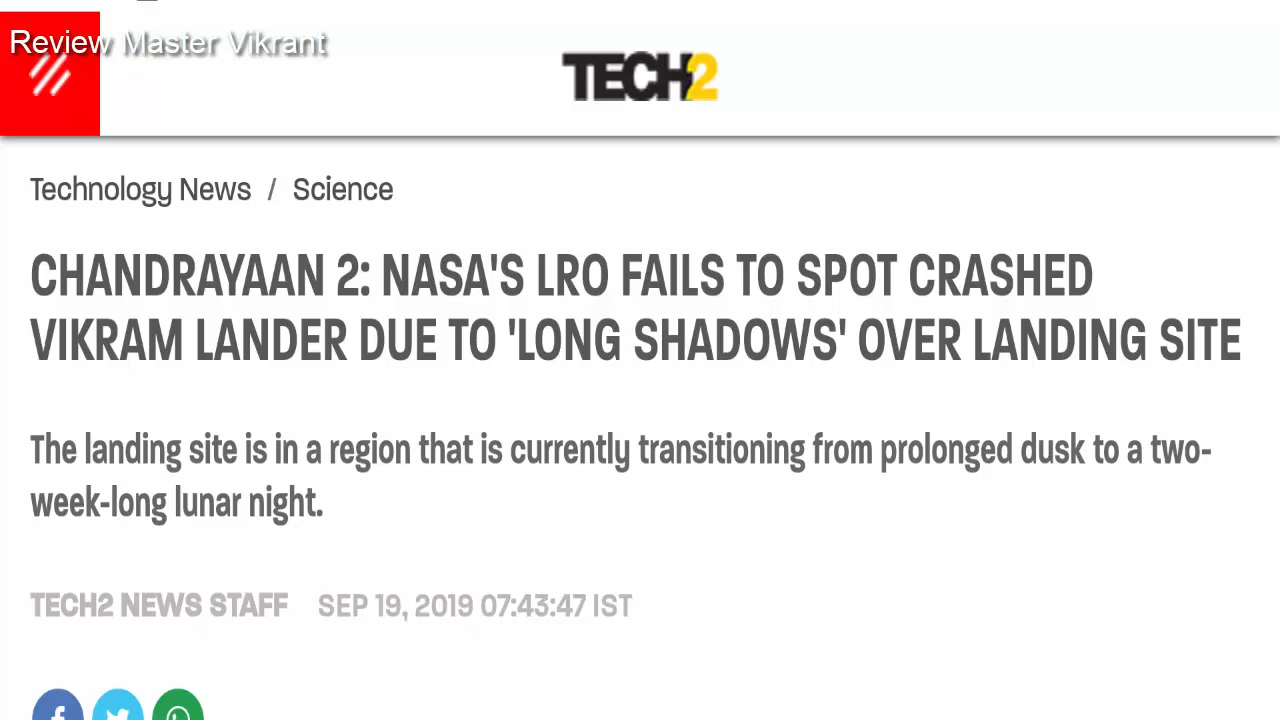 Review Master Vikrant
TECH2
Technology News / Science
CHANDRAYAAN 2: NASA'S LRO FAILS TO SPOT CRASHED
VIKRAM LANDER DUE TO 'LONG SHADOWS' OVER LANDING SITE
The landing site is in a region that is currently transitioning from prolonged dusk to a two-
week-long lunar night.
TECH2 NEWS STAFF SEP 19, 2019 07:43:47 IST